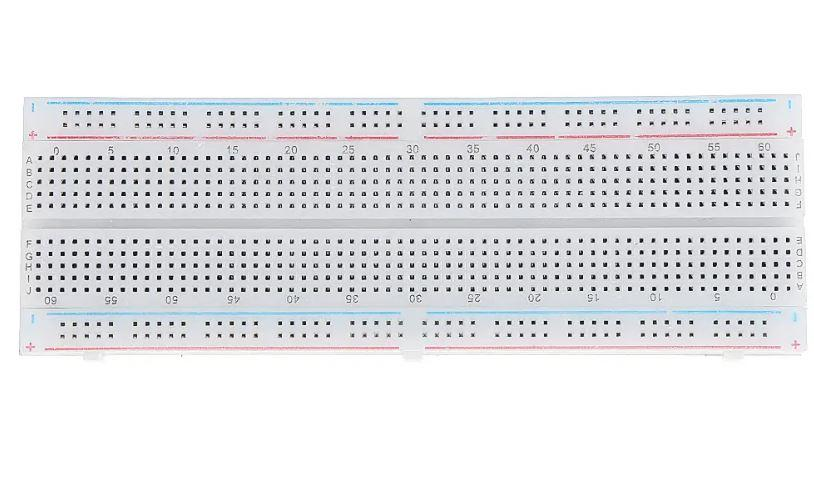 - -
+ +
0 5 10 15 20 25 30 35 40 45 50 55 60
A J
B I
C H
D G
E F
F E
G D
H C
I B
J A
60 55 50 45 40 35 30 25 20 15 10 5 0
- -
+ +